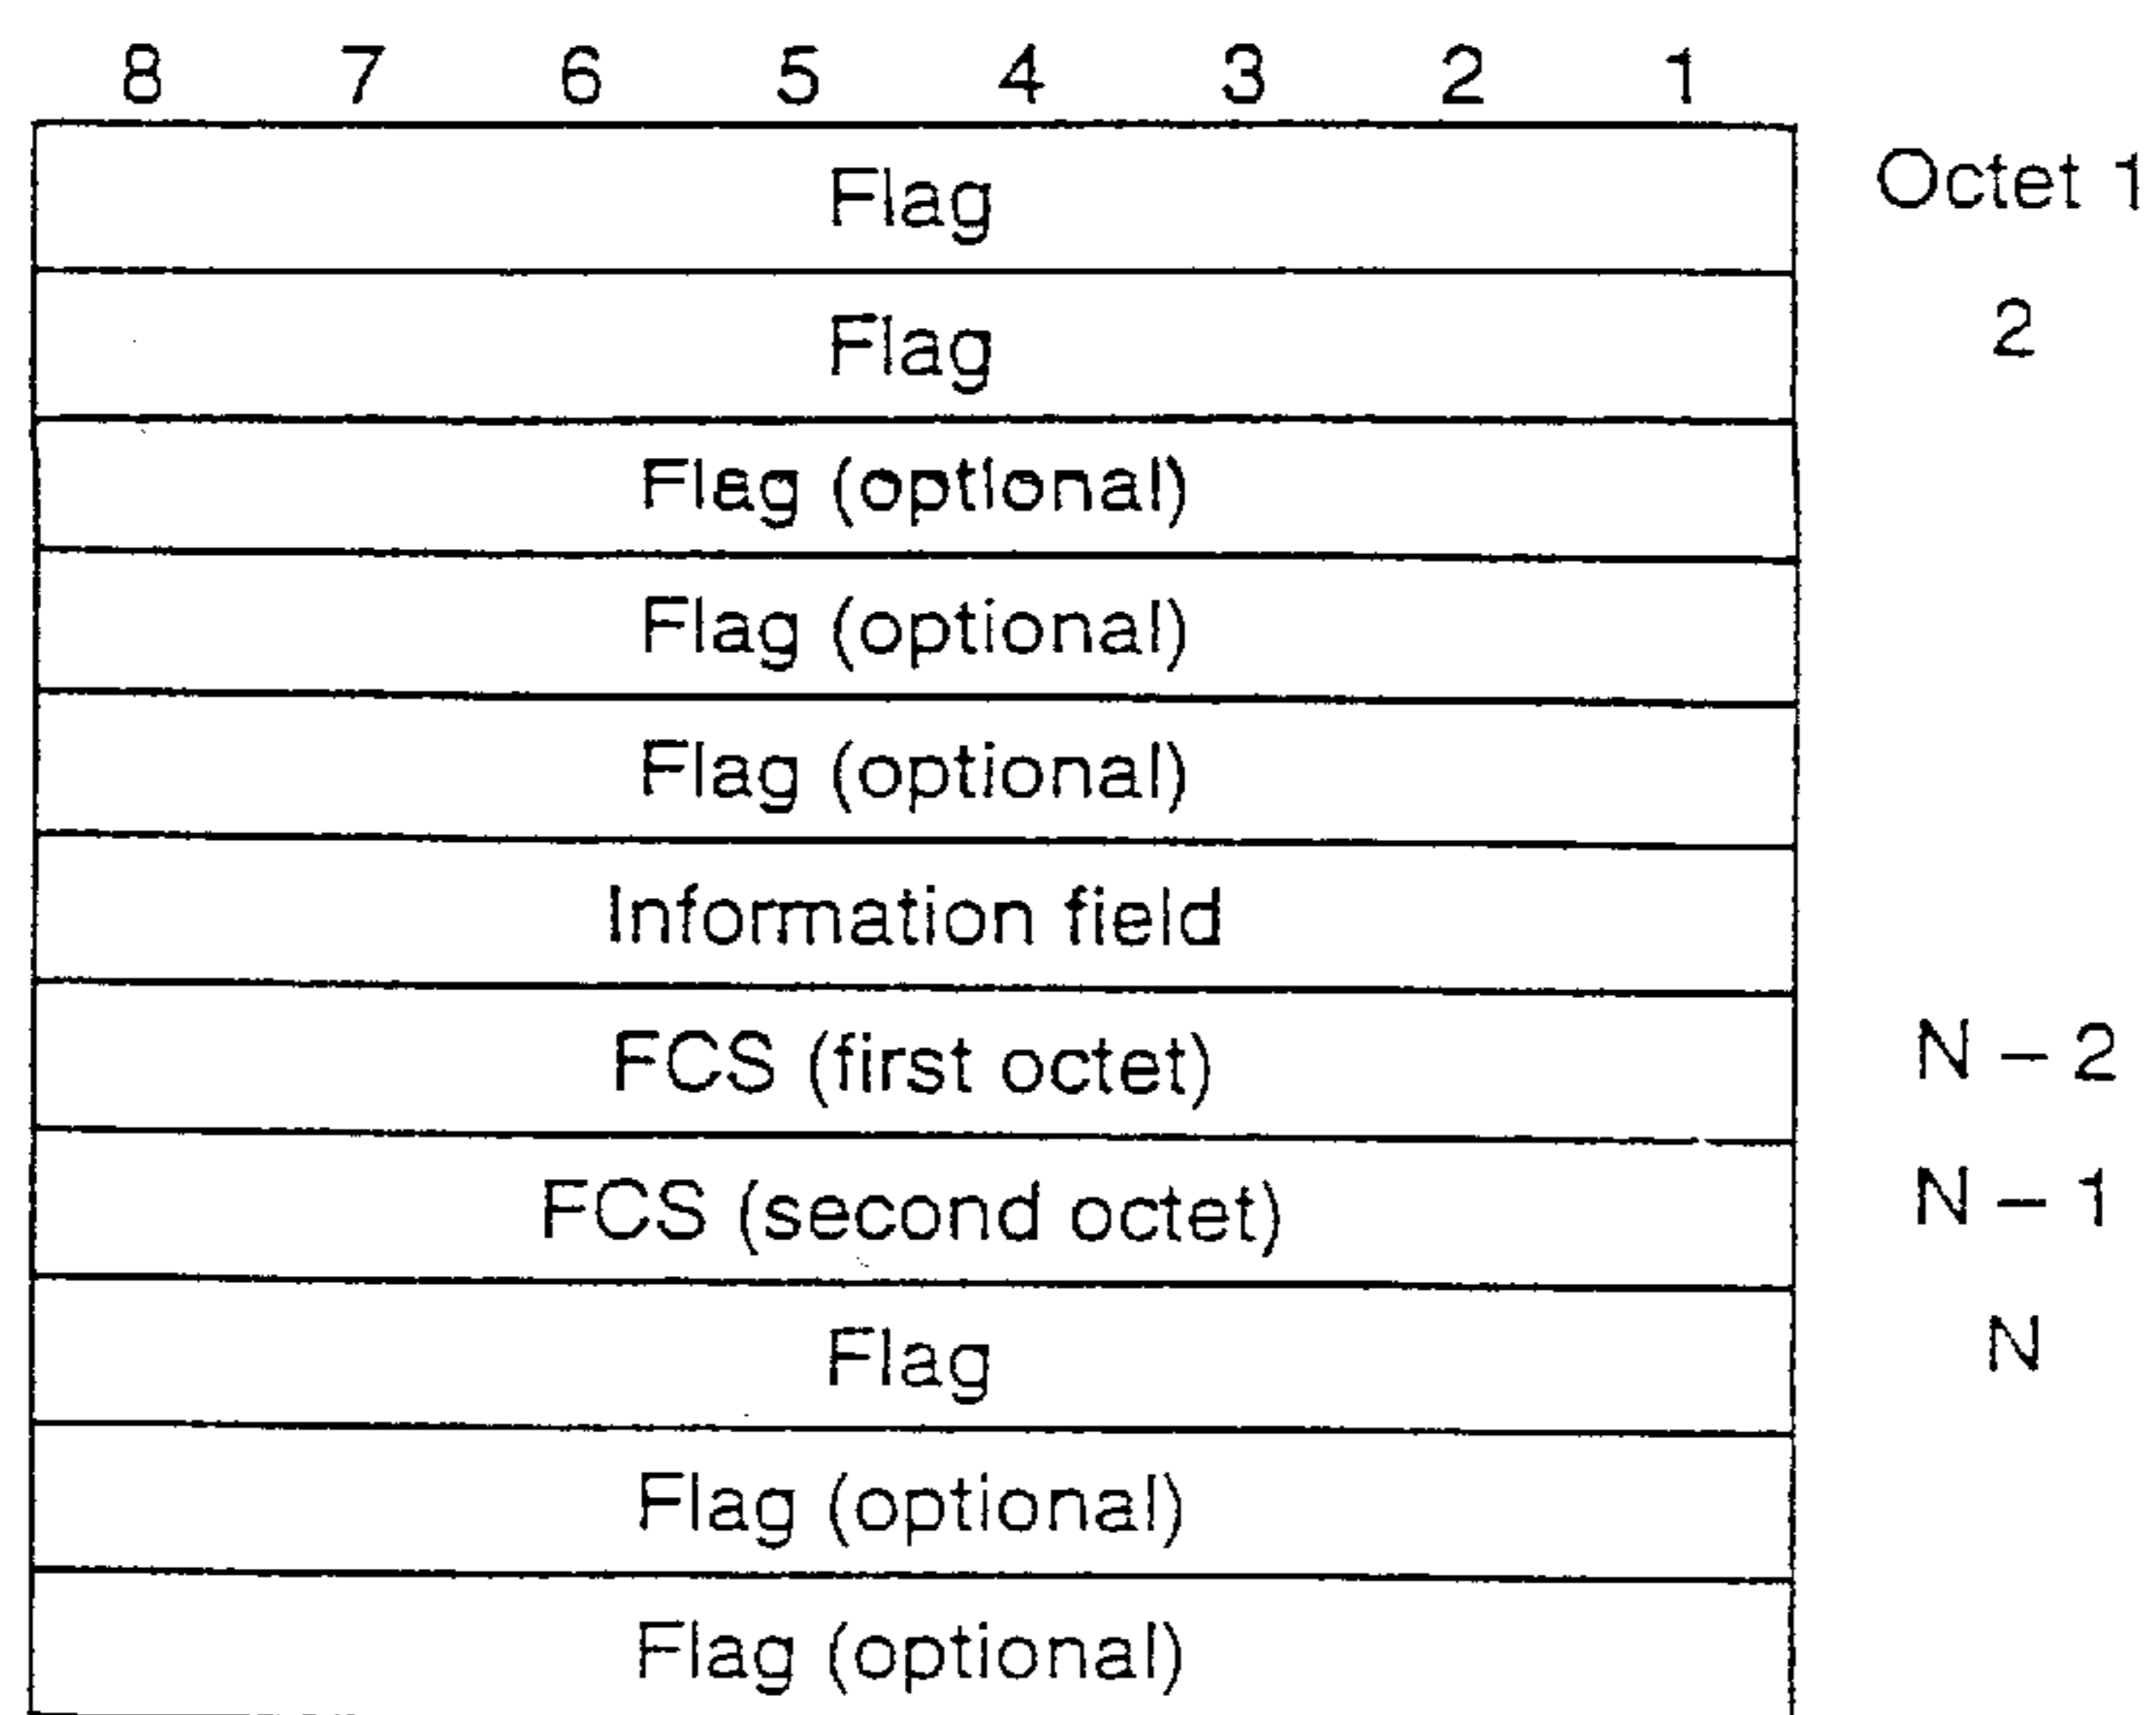 8 7 6 5 4 3 2 1
Flag Octet 1
Flag 2
Flag (optional)
Flag (optional)
Flag (optional)
Information field
FCS (first octet) N – 2
FCS (second octet) N – 1
Flag N
Flag (optional)
Flag (optional)